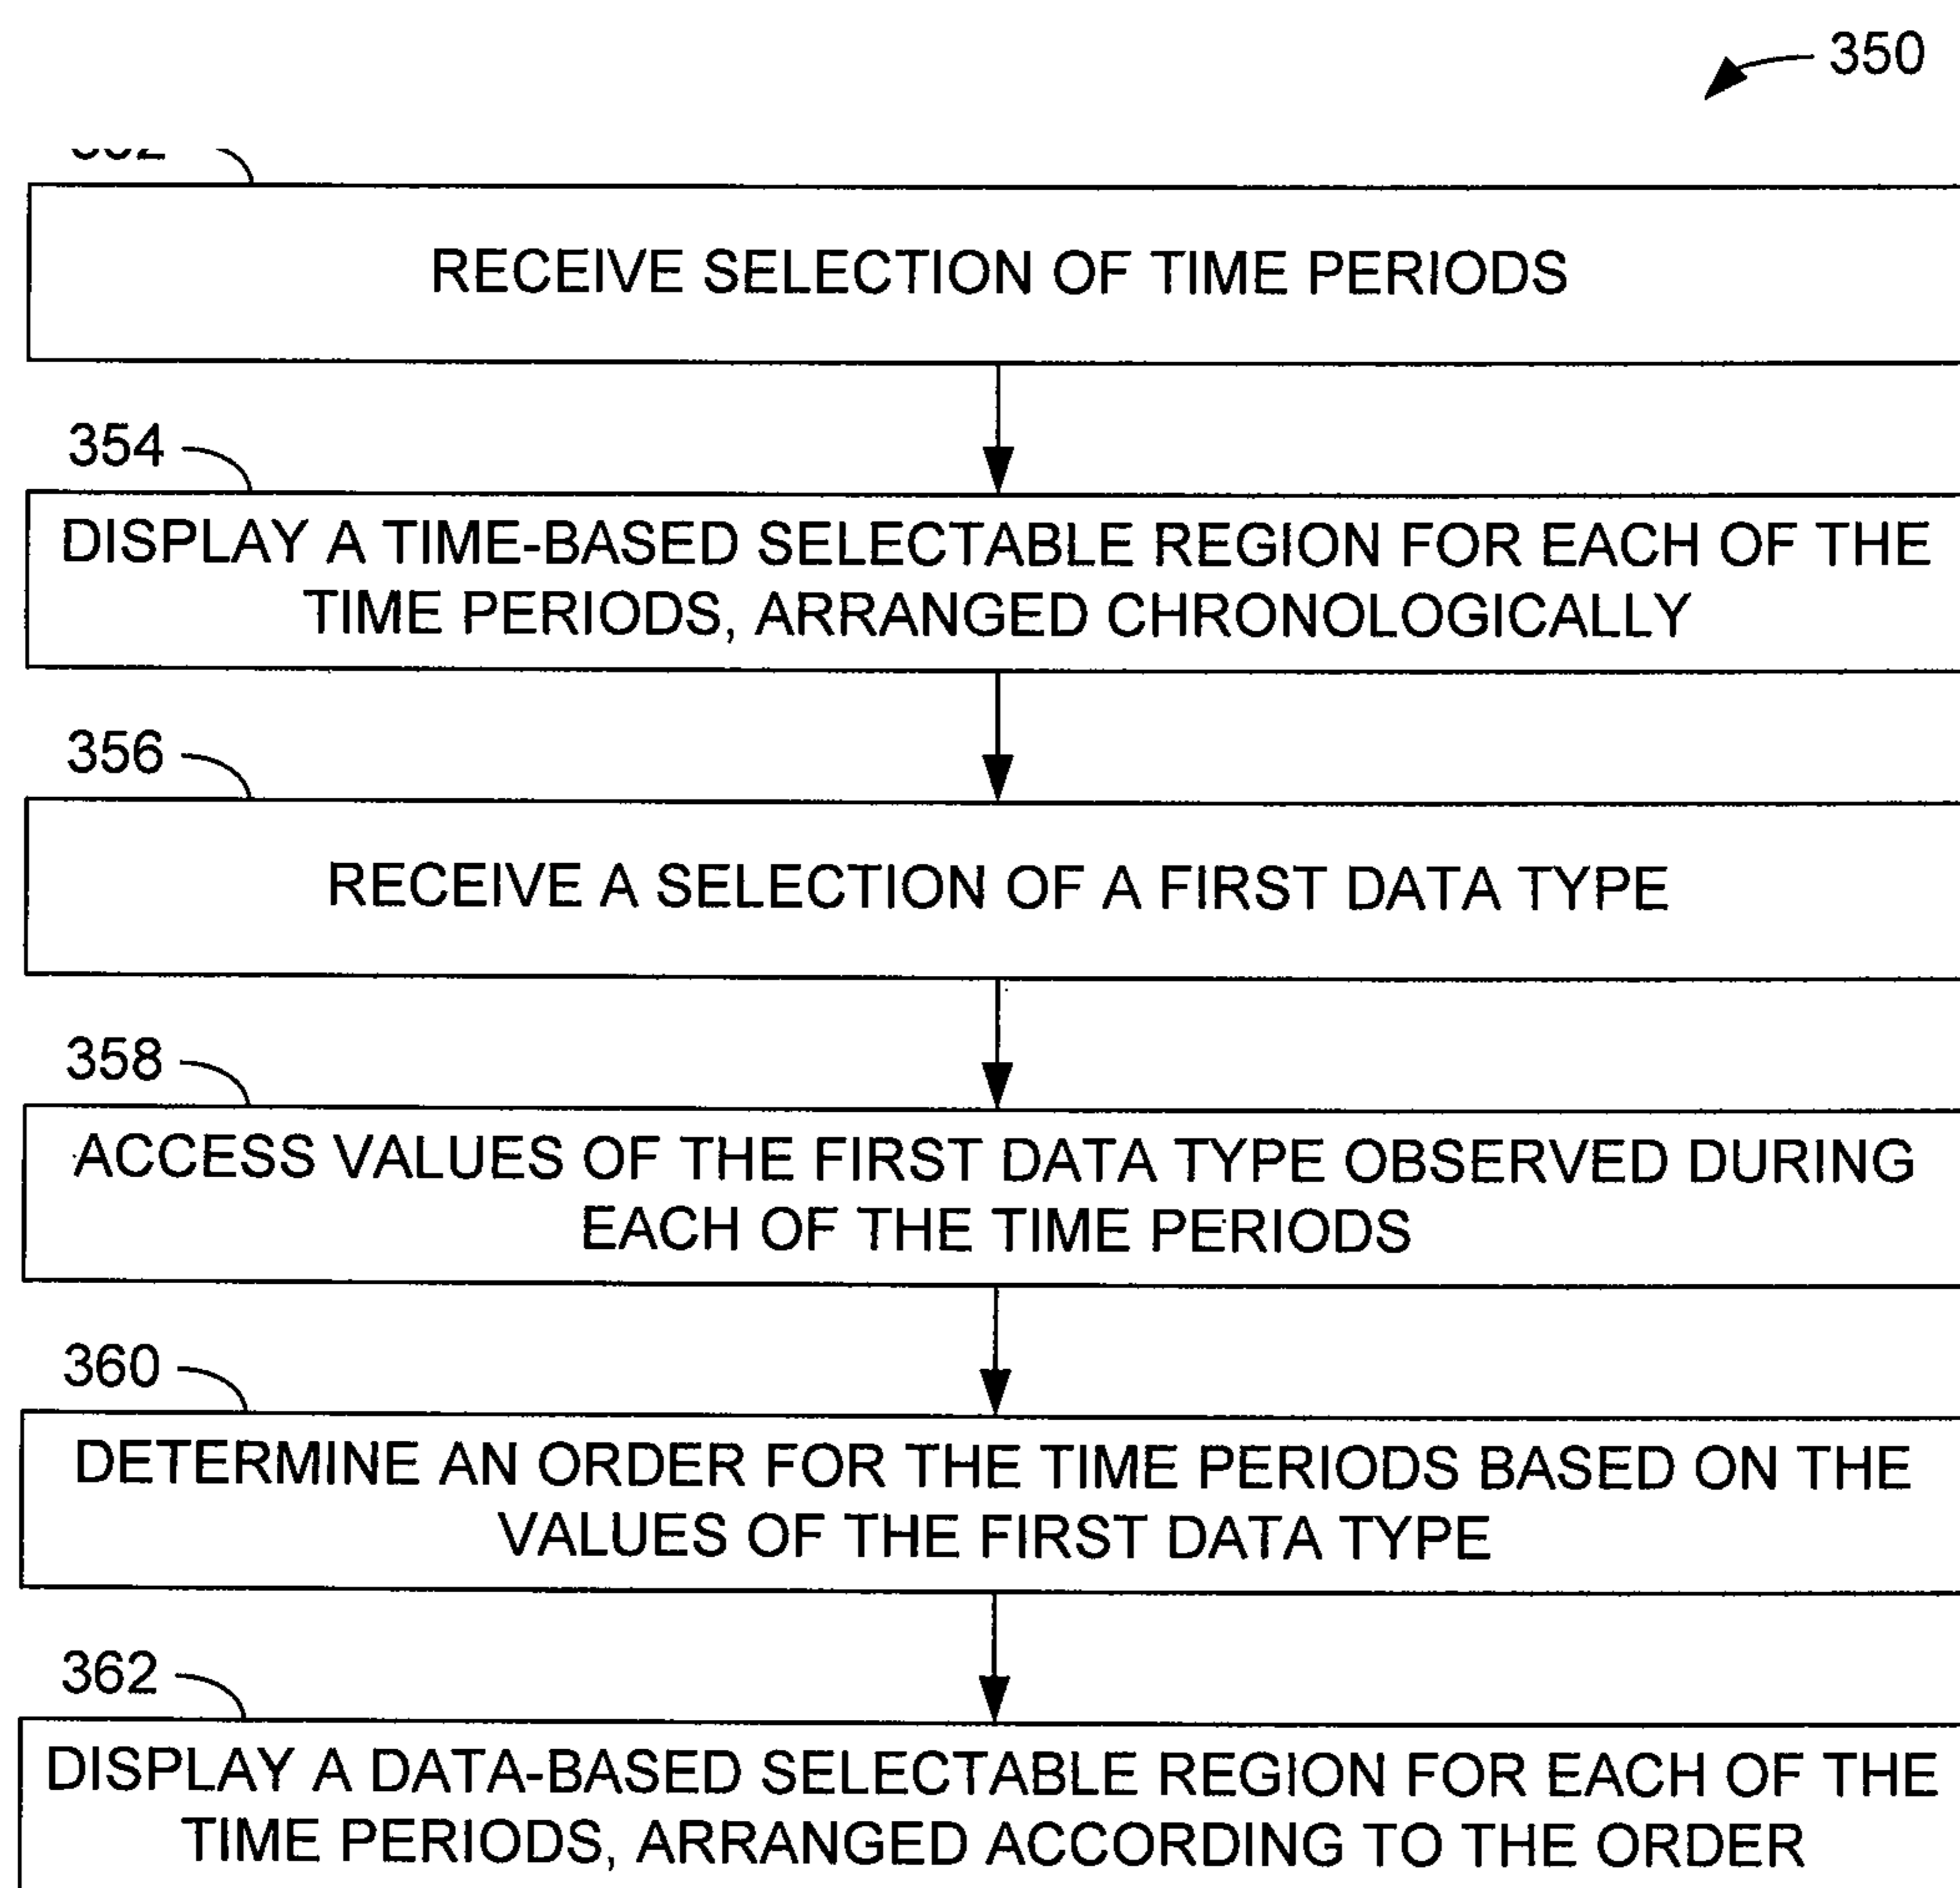 350
RECEIVE SELECTION OF TIME PERIODS
354
DISPLAY A TIME-BASED SELECTABLE REGION FOR EACH OF THE
TIME PERIODS, ARRANGED CHRONOLOGICALLY
356
RECEIVE A SELECTION OF A FIRST DATA TYPE
358
ACCESS VALUES OF THE FIRST DATA TYPE OBSERVED DURING
EACH OF THE TIME PERIODS
360
DETERMINE AN ORDER FOR THE TIME PERIODS BASED ON THE
VALUES OF THE FIRST DATA TYPE
362
DISPLAY A DATA-BASED SELECTABLE REGION FOR EACH OF THE
TIME PERIODS, ARRANGED ACCORDING TO THE ORDER